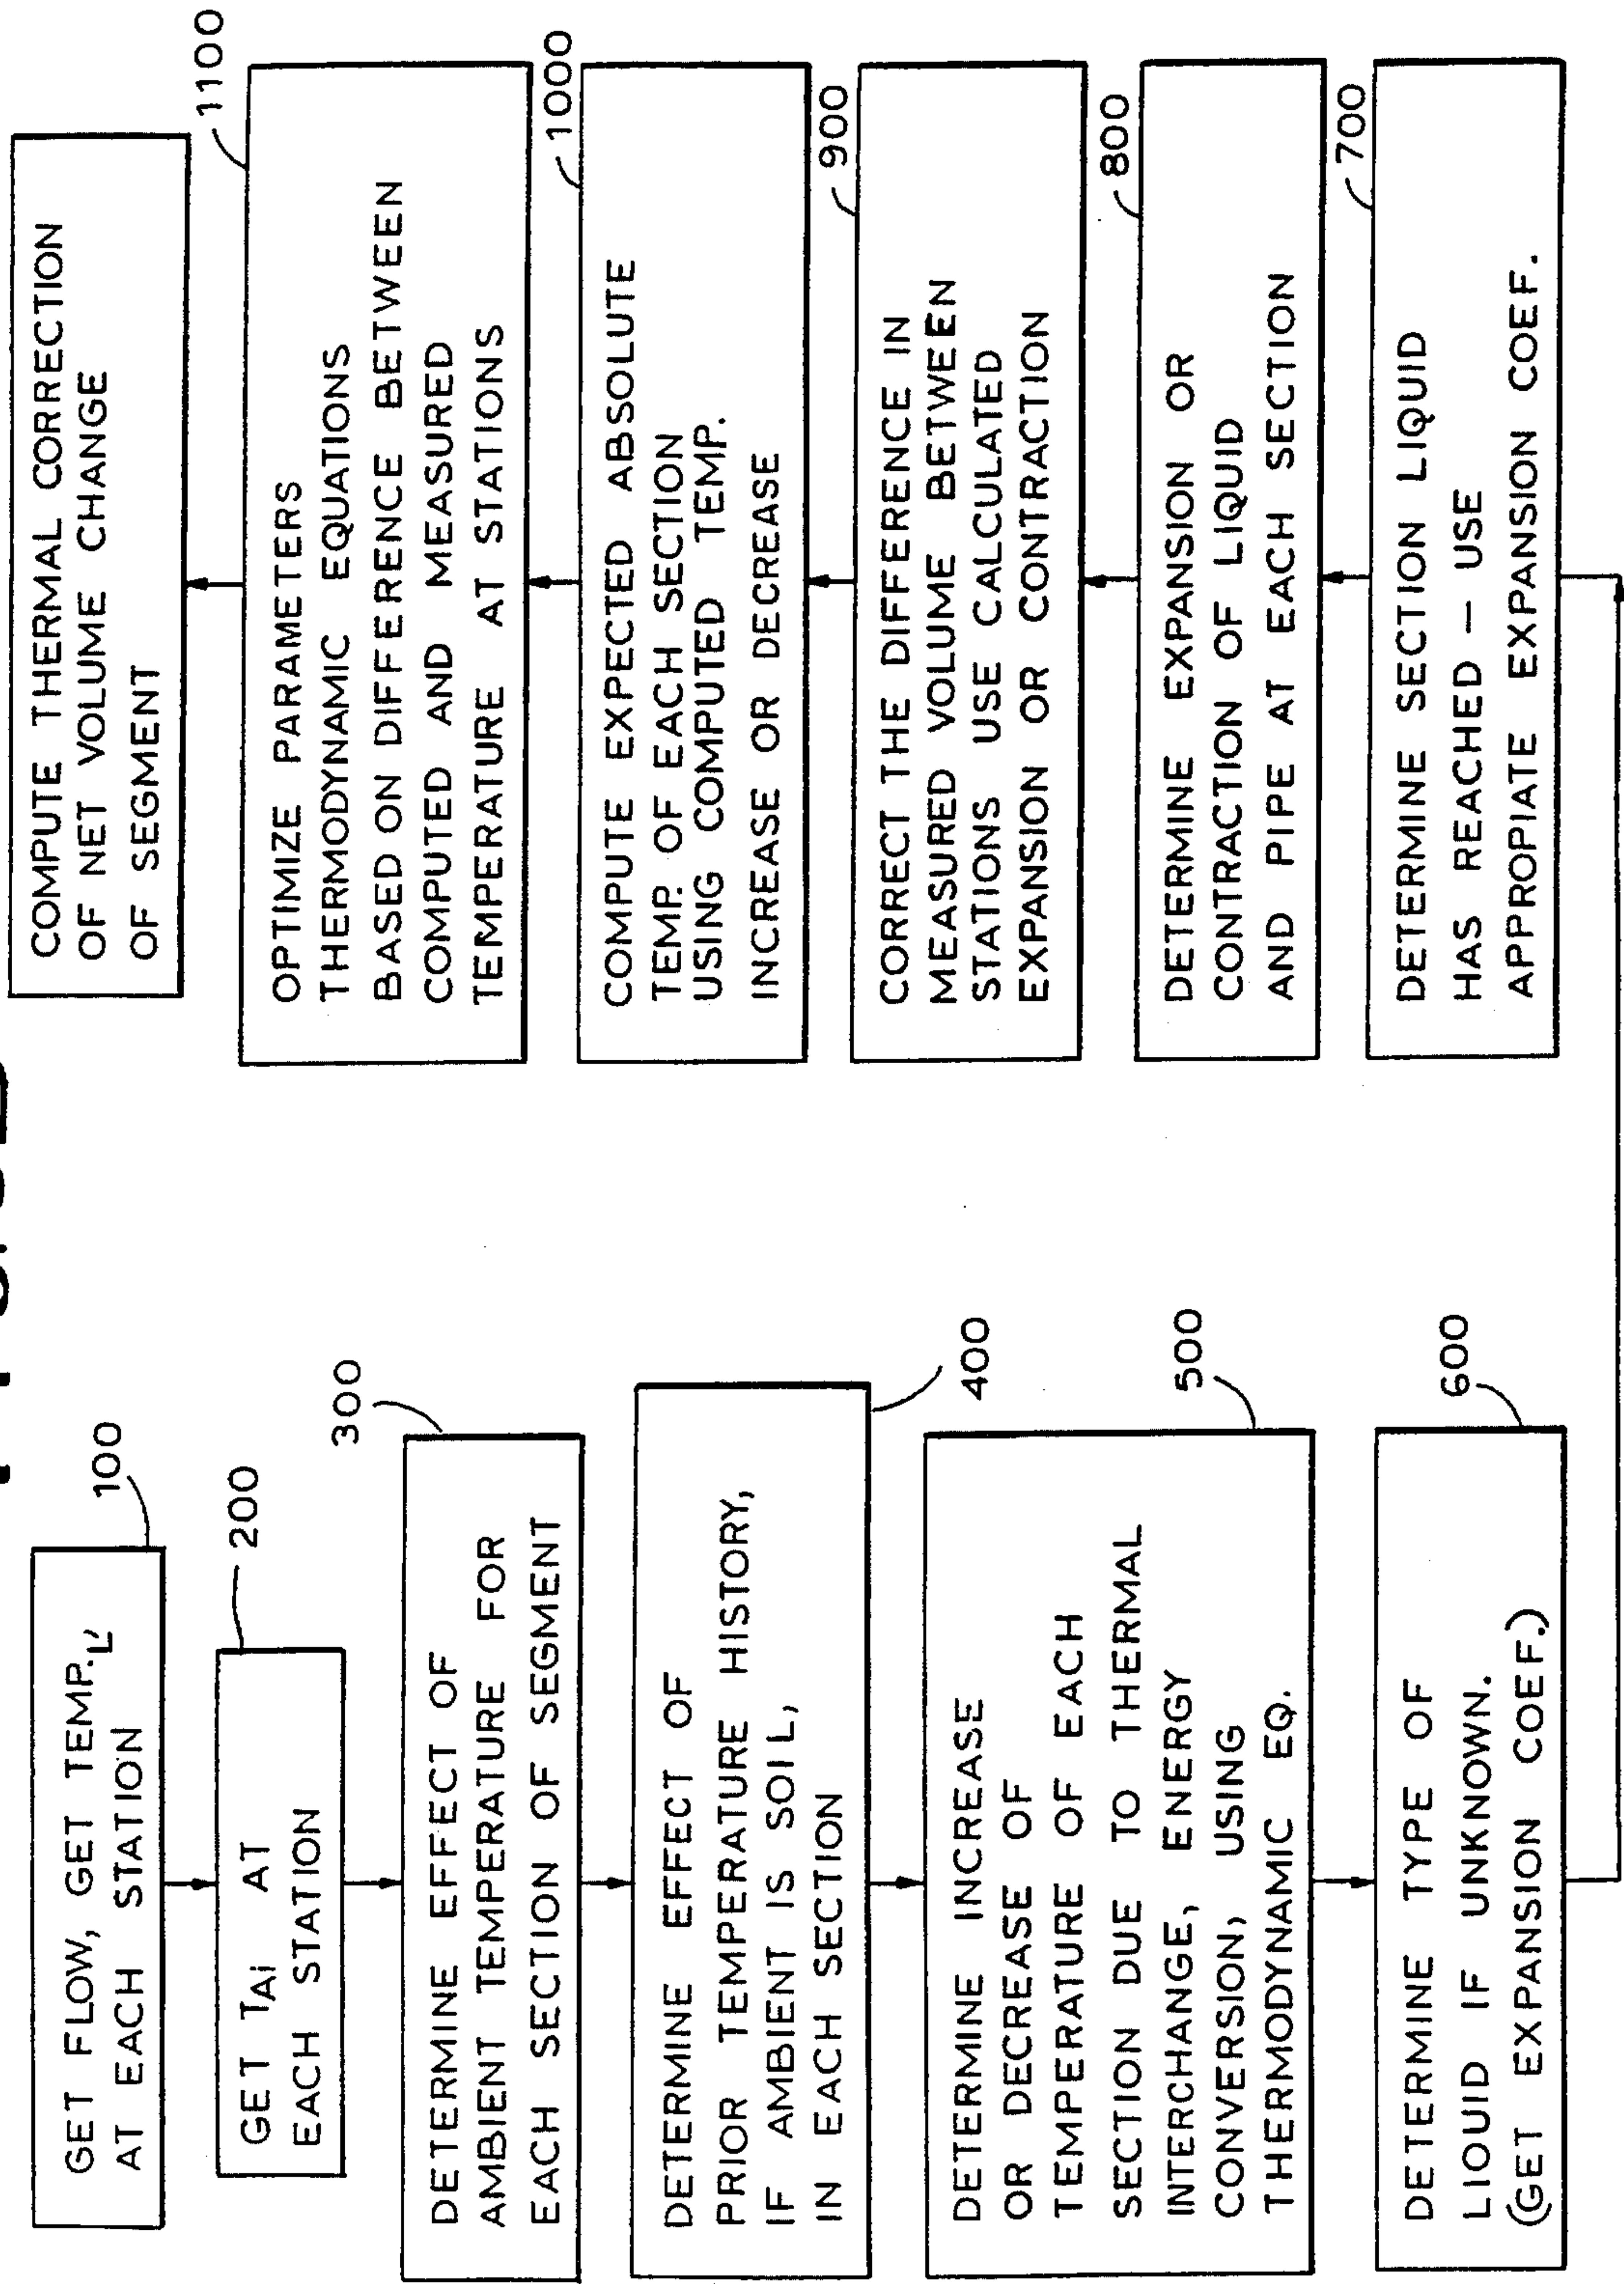 100
GET FLOW, GET TEMP.L,
AT EACH STATION
200
GET TAi AT
EACH STATION
300
DETERMINE EFFECT OF
AMBIENT TEMPERATURE FOR
EACH SECTION OF SEGMENT
DETERMINE EFFECT OF
PRIOR TEMPERATURE HISTORY,
IF AMBIENT IS SOIL,
IN EACH SECTION
400
500
DETERMINE INCREASE
OR DECREASE OF
TEMPERATURE OF EACH
SECTION DUE TO THERMAL
INTERCHANGE, ENERGY
CONVERSION, USING
THERMODYNAMIC EQ.
600
DETERMINE TYPE OF
LIOUID IF UNKNOWN.
(GET EXPANSION COEF.)
COMPUTE THERMAL CORRECTION
OF NET VOLUME CHANGE
OF SEGMENT
1100
OPTIMIZE PARAMETERS
THERMODYNAMIC EQUATIONS
BASED ON DIFFERENCE BETWEEN
COMPUTED AND MEASURED
TEMPERATURE AT STATIONS
1000
COMPUTE EXPECTED ABSOLUTE
TEMP. OF EACH SECTION
USING COMPUTED TEMP.
INCREASE OR DECREASE
900
CORRECT THE DIFFERENCE IN
MEASURED VOLUME BETWEEN
STATIONS USE CALCULATED
EXPANSION OR CONTRACTION
800
DETERMINE EXPANSION OR
CONTRACTION OF LIQUID
AND PIPE AT EACH SECTION
700
DETERMINE SECTION LIQUID
HAS REACHED — USE
APPROPIATE EXPANSION COEF.